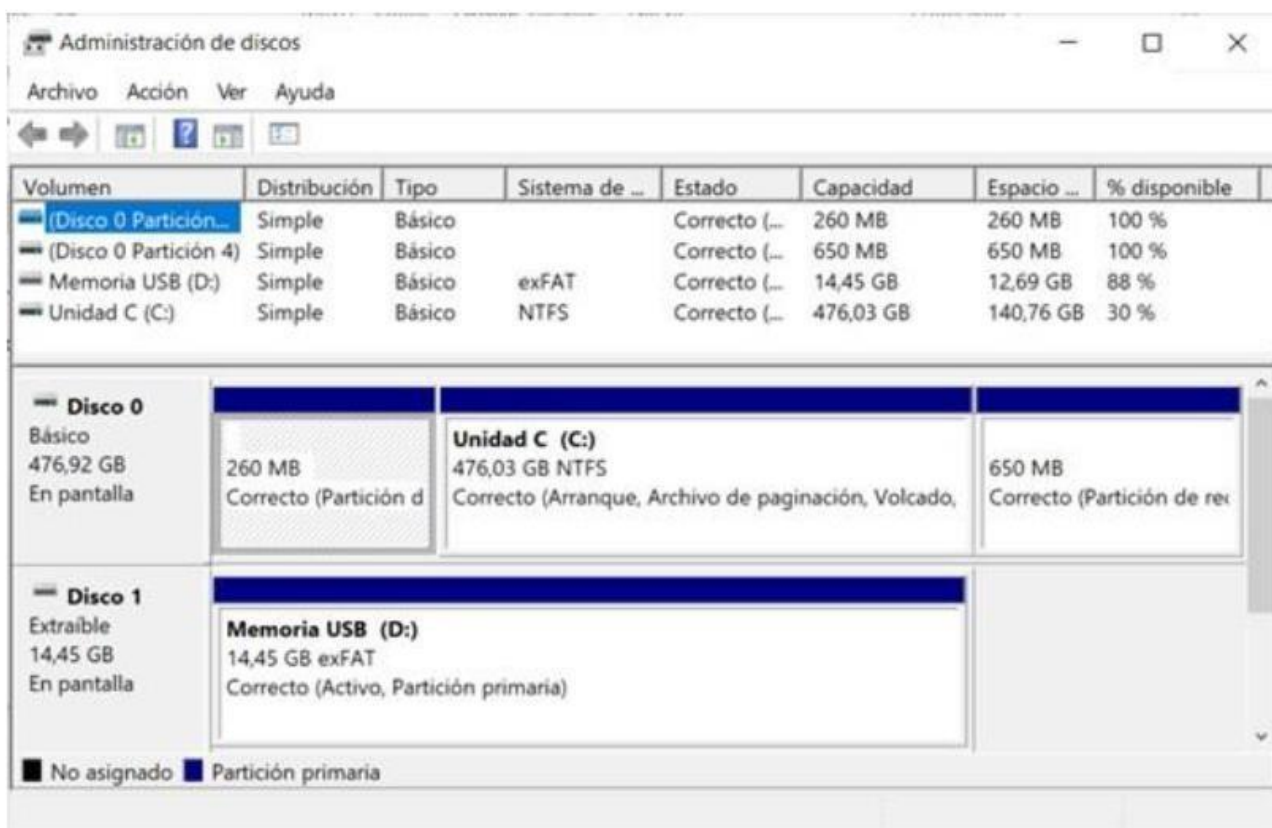 Administración de discos
Archivo Acción Ver Ayuda
Volumen Distribución Tipo Sistema de ... Estado Capacidad Espacio ... % disponible
(Disco 0 Partición... Simple Básico Correcto (... 260 MB 260 MB 100 %
(Disco 0 Partición 4) Simple Básico Correcto (... 650 MB 650 MB 100 %
Memoria USB (D:) Simple Básico exFAT Correcto (... 14,45 GB 12,69 GB 88 %
Unidad C (C:) Simple Básico NTFS Correcto (... 476,03 GB 140,76 GB 30 %
Disco 0
Básico
476,92 GB
En pantalla
260 MB
Correcto (Partición d
Unidad C (C:)
476,03 GB NTFS
Correcto (Arranque, Archivo de paginación, Volcado,
650 MB
Correcto (Partición de rec
Disco 1
Extraíble
14,45 GB
En pantalla
Memoria USB (D:)
14,45 GB exFAT
Correcto (Activo, Partición primaria)
No asignado Partición primaria